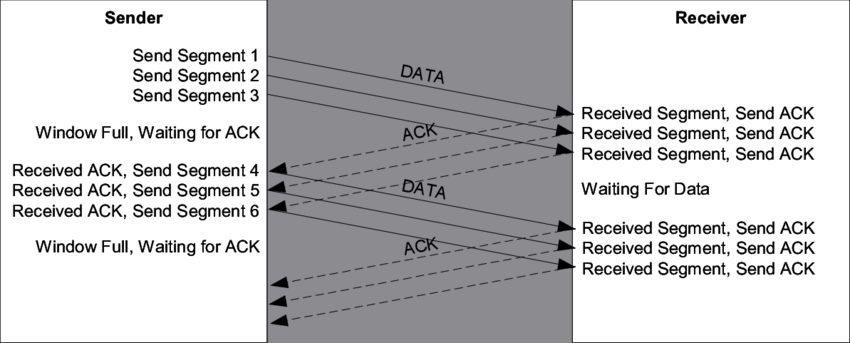 Sender
Receiver
Send Segment 1
Send Segment 2
Send Segment 3
Window Full, Waiting for ACK
Received ACK, Send Segment 4
Received ACK, Send Segment 5
Received ACK, Send Segment 6
Window Full, Waiting for ACK
DATA
ACK
DATA
ACK
Received Segment, Send ACK
Received Segment, Send ACK
Received Segment, Send ACK
Waiting For Data
Received Segment, Send ACK
Received Segment, Send ACK
Received Segment, Send ACK